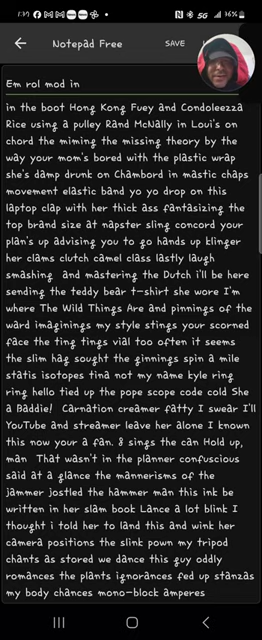 1:39
5G
16%
Notepad Free
SAVE
Em rol mod in
in the boot Hong Kong Fuey and Condoleezza
Rice using a pulley Rand McNally in Loui's on
chord the miming the missing theory by the
way your mom's bored with the plastic wrap
she's damp drunk on Chambord in mastic chaps
movement elastic band yo yo drop on this
laptop clap with her thick ass fantasizing the
top brand size at napster sling concord your
plan's up advising you to go hands up klinger
her clams clutch camel class lastly laugh
smashing and mastering the Dutch i'll be here
sending the teddy bear t-shirt she wore I'm
where The Wild Things Are and pinnings of the
ward imaginings my style stings your scorned
face the ting tings vial too often it seems
the slim hag sought the ginnings spin a mile
statis isotopes tina not my name kyle ring
ring hello tied up the pope scope code cold She
a Baddie! Carnation creamer fatty I swear I'll
YouTube and streamer leave her alone I known
this now your a fan. & sings the can Hold up,
man That wasn't in the planner confuscious
said at a glance the mannerisms of the
jammer jostled the hammer man this ink be
written in her slam book Lance a lot blink I
thought i told her to land this and wink her
camera positions the slink pown my tripod
chants as stored we dance this guy oddly
romances the plants ignorances fed up stanzas
my body chances mono-block amperes